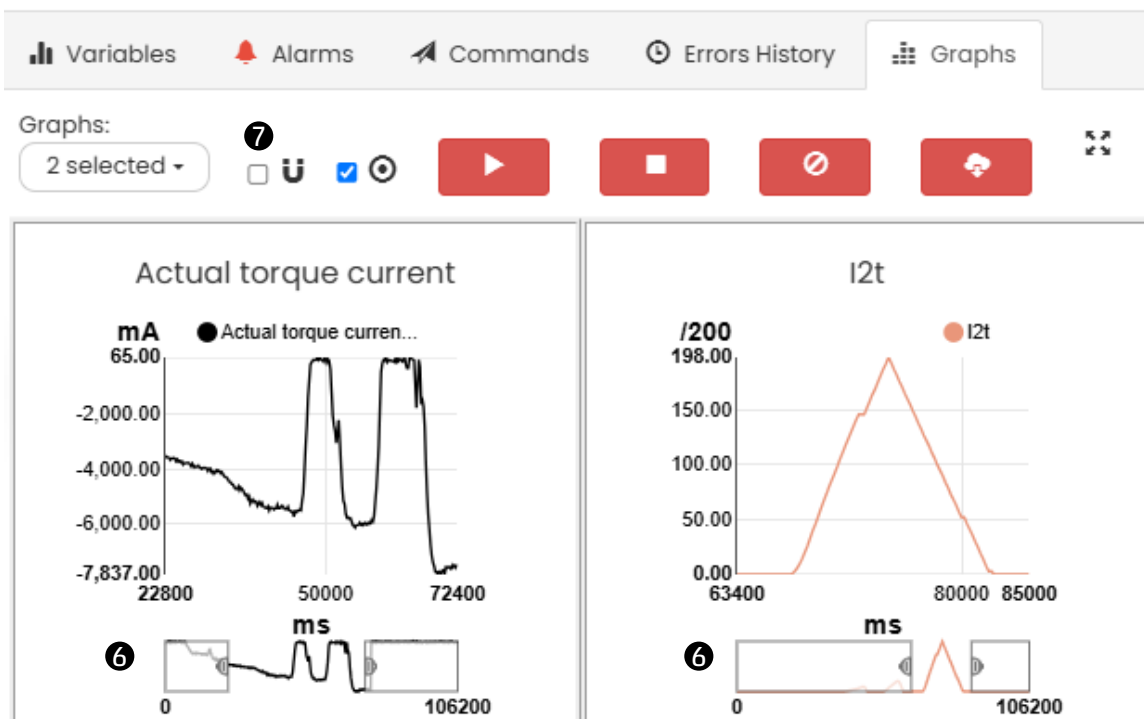 Variables Alarms Commands Errors History Graphs
Graphs:
2 selected
7
Actual torque current
mA
Actual torque curren...
65.00
-2,000.00
-4,000.00
-6,000.00
-7,837.00
22800 50000 72400
ms
6
0 106200
I2t
/200
I2t
198.00
150.00
100.00
50.00
0.00
63400 80000 85000
ms
6
0 106200